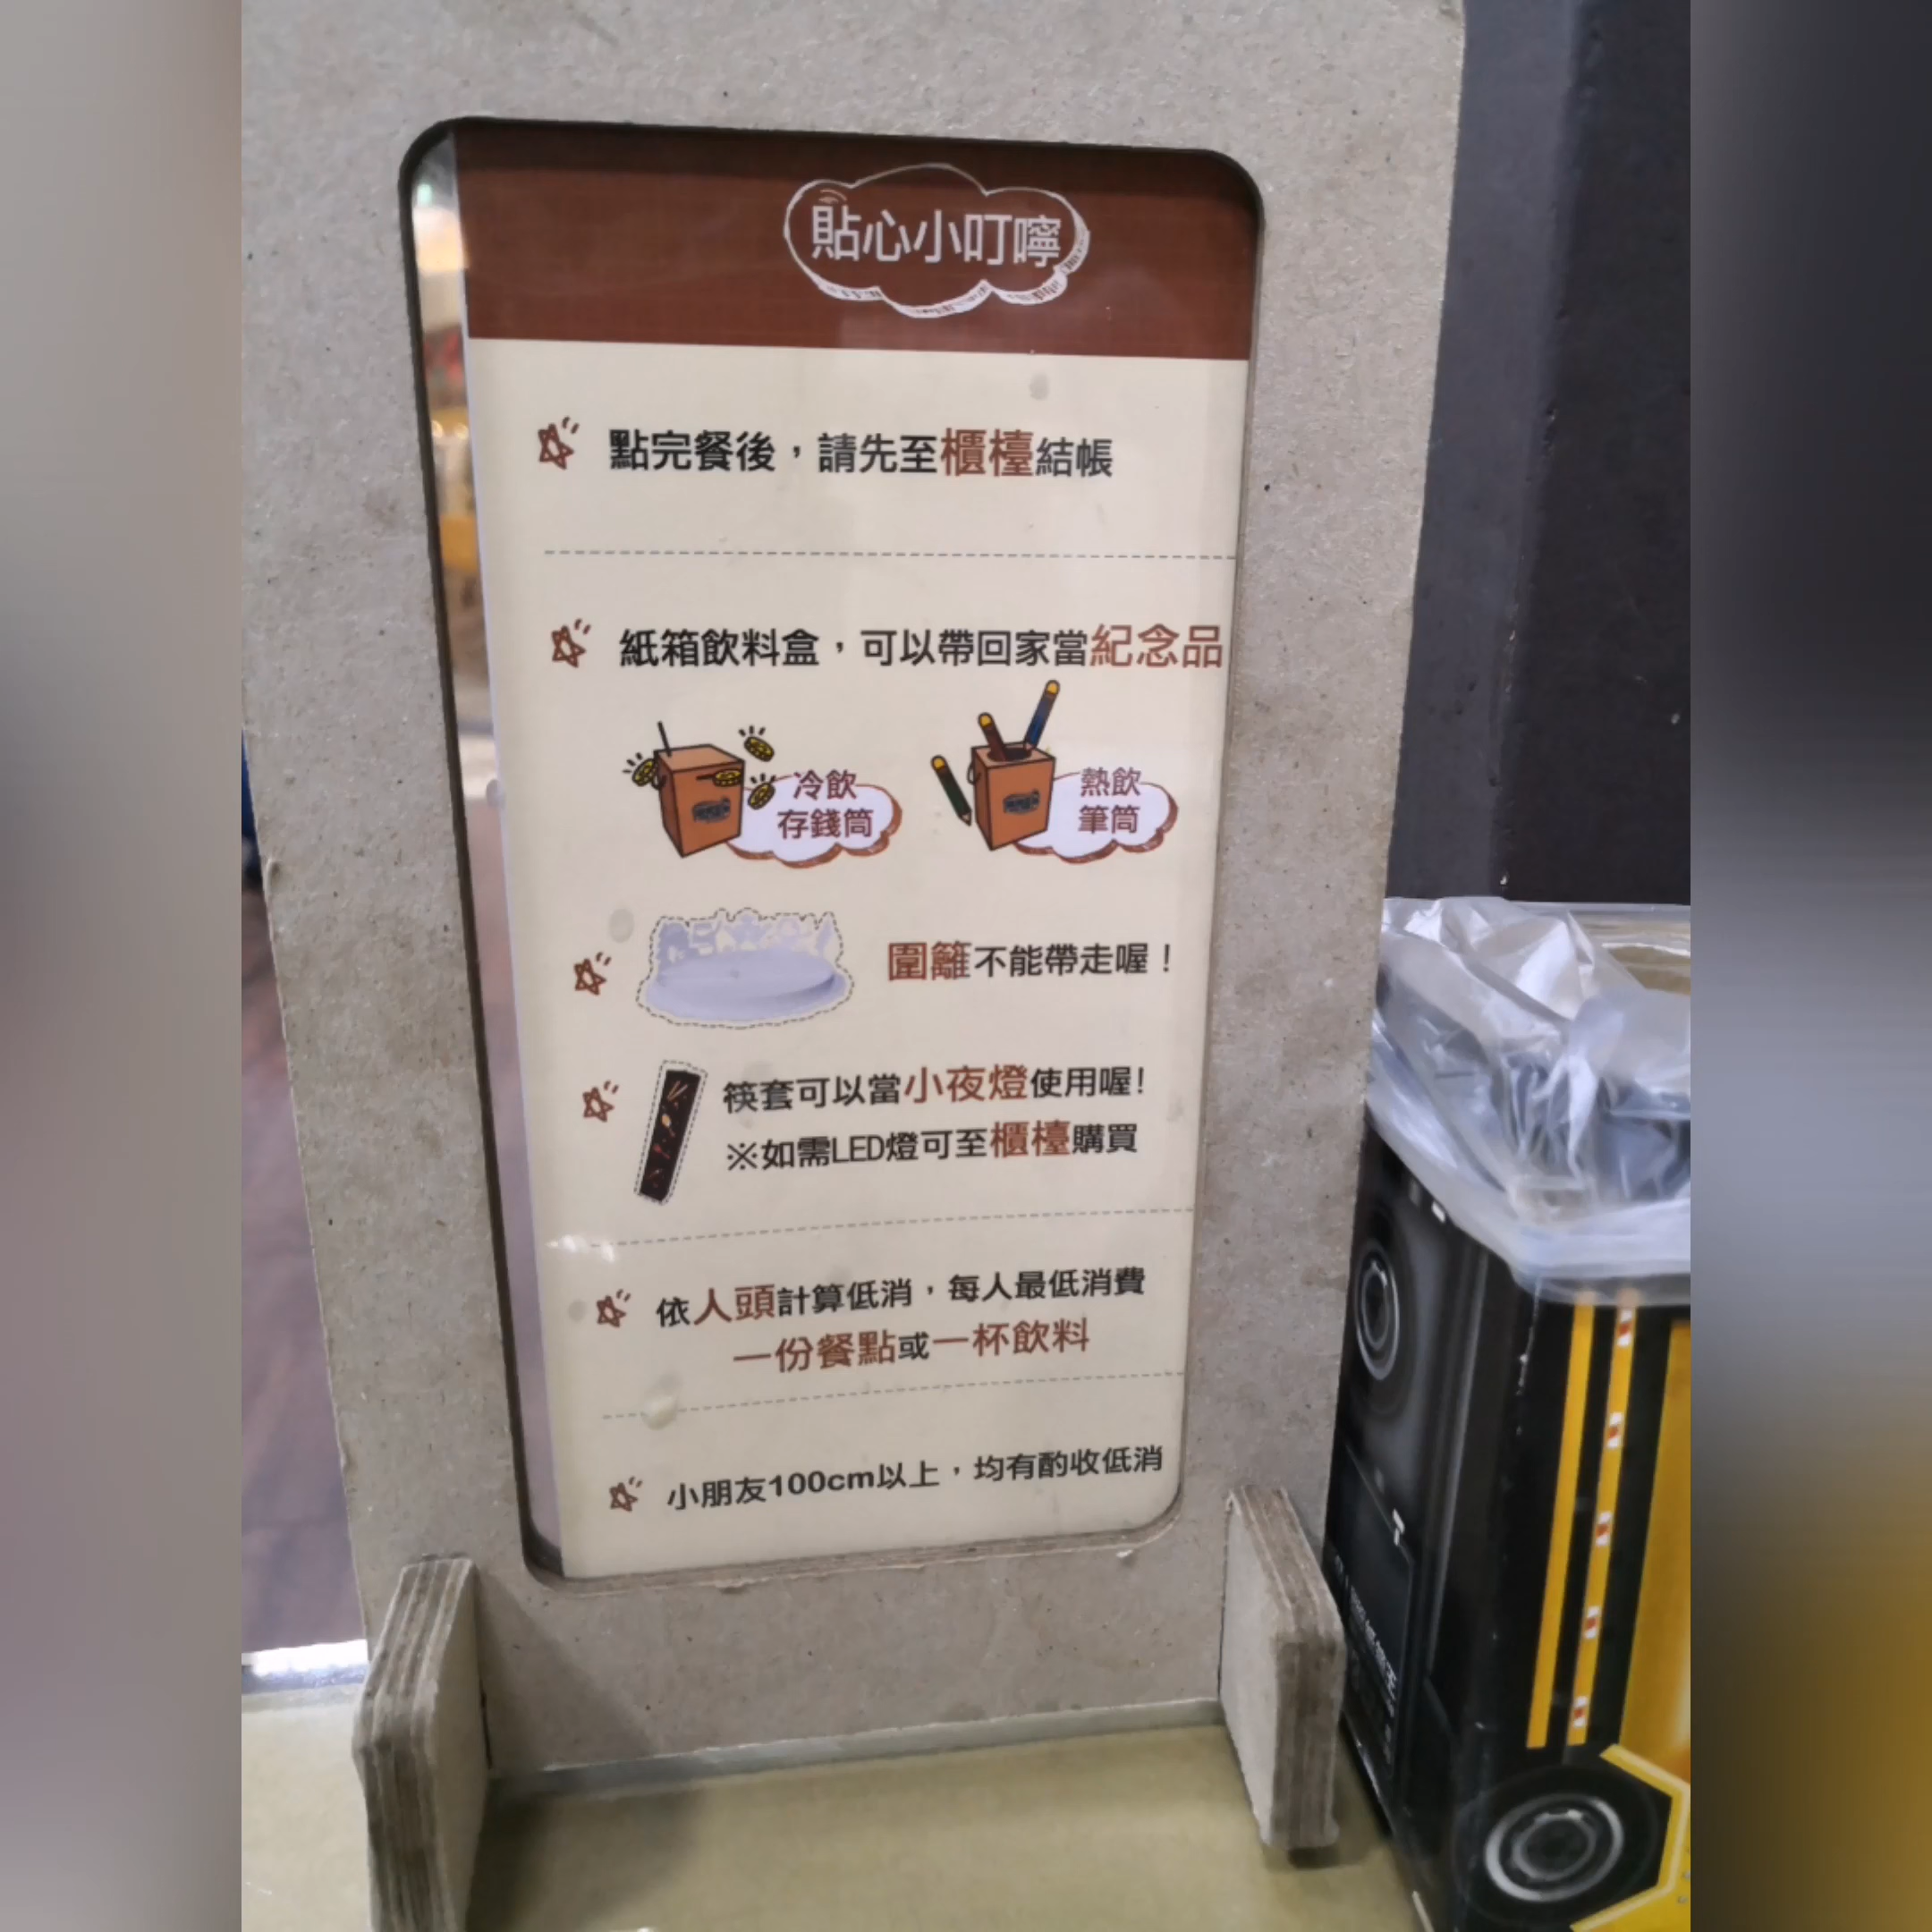 貼心小叮嚀
點完餐後，請先至櫃檯結帳
紙箱飲料盒，可以帶回家當紀念品
冷飲
存錢筒
熱飲
筆筒
圍籬不能帶走喔！
筷套可以當小夜燈使用喔！
※如需LED燈可至櫃檯購買
依人頭計算低消，每人最低消費
一份餐點或一杯飲料
小朋友100cm以上，均有酌收低消